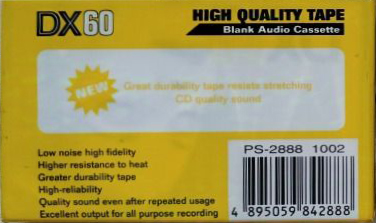 DX60
HIGH QUALITY TAPE
Blank Audio Cassette
NEW
Great durability tape resists stretching
CD quality sound
Low noise high fidelity
Higher resistance to heat
Greater durability tape
High-reliability
Quality sound even after repeated usage
Excellent output for all purpose recording
PS-2888 1002
4 895059 842888